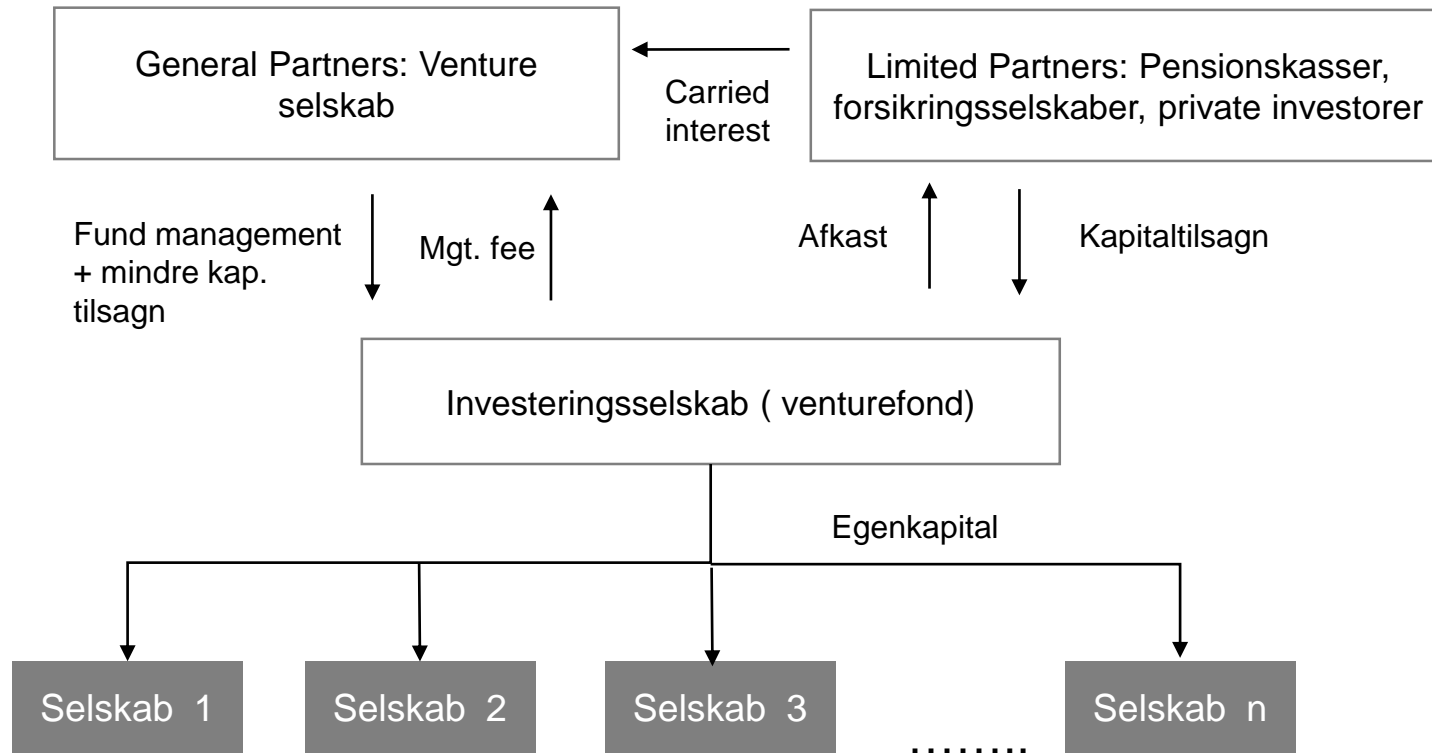 General Partners: Venture
selskab
Carried
interest
Limited Partners: Pensionskasser,
forsikringsselskaber, private investorer
Fund management
+ mindre kap.
tilsagn
Mgt. fee
Afkast
Kapitaltilsagn
Investeringsselskab ( venturefond)
Egenkapital
Selskab 1
Selskab 2
Selskab 3
........
Selskab n